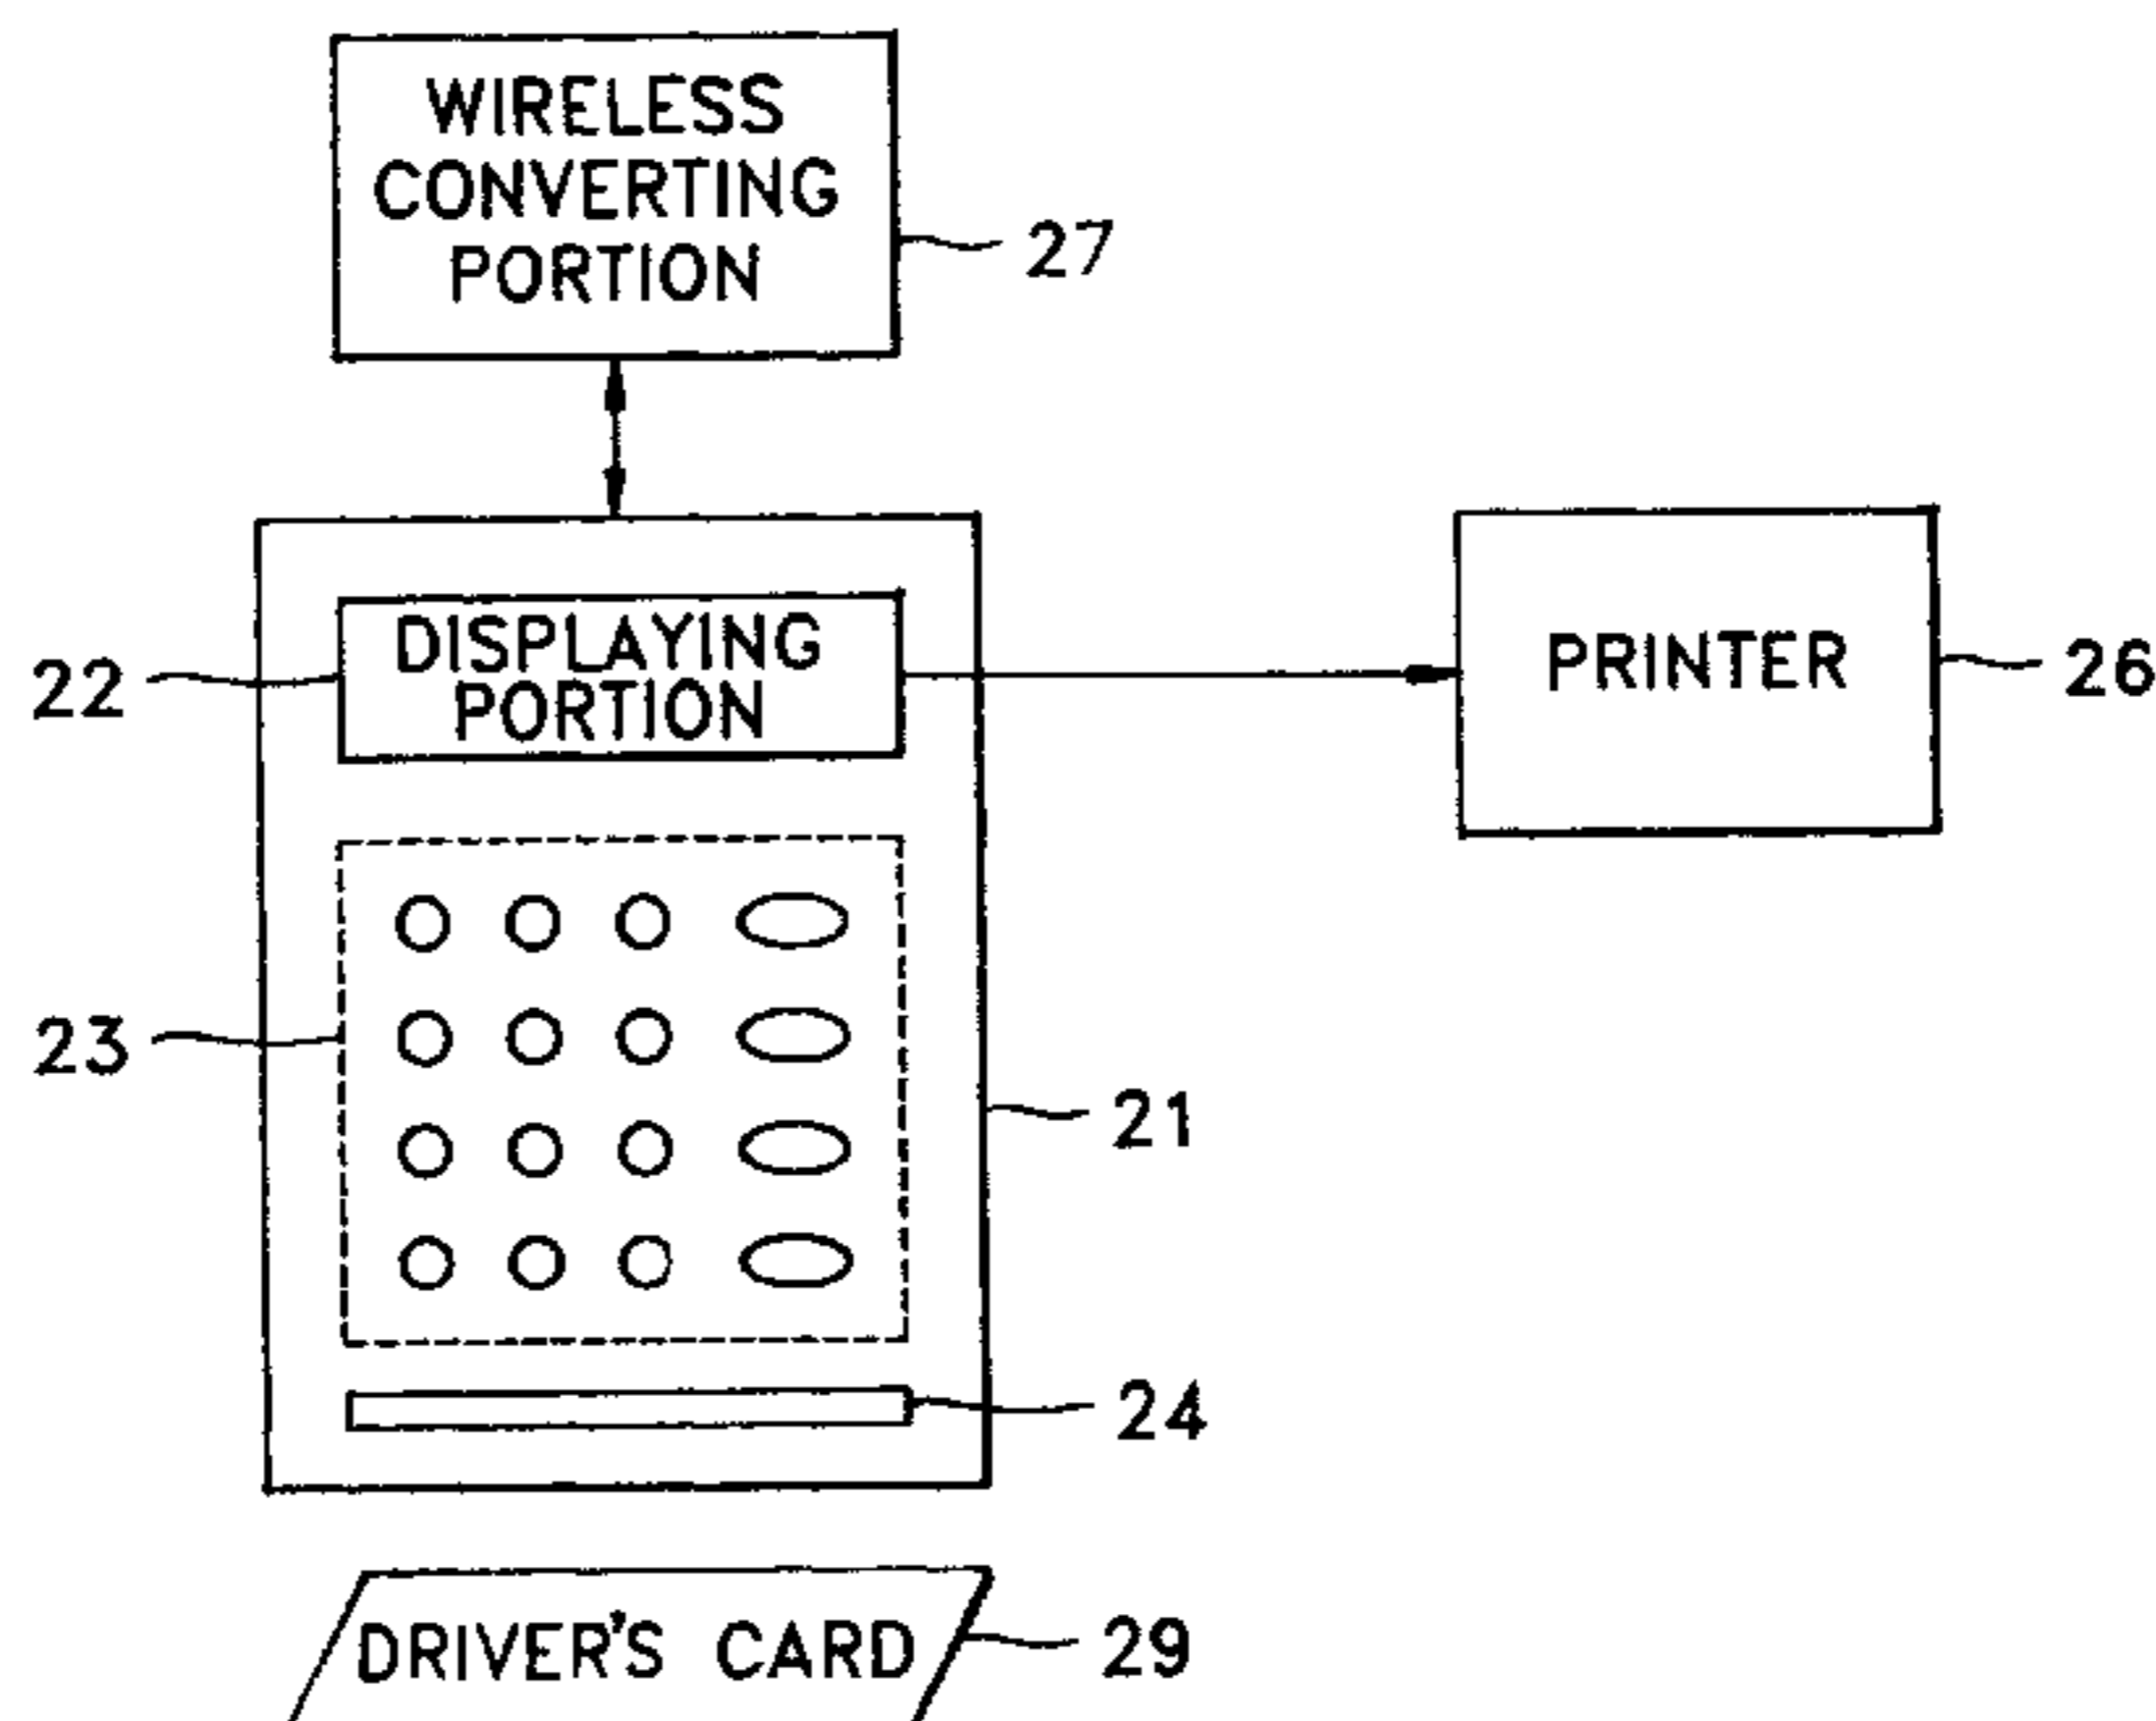 WIRELESS
CONVERTING
PORTION
27
DISPLAYING
PORTION
22
PRINTER
26
23
21
24
DRIVER'S CARD
29